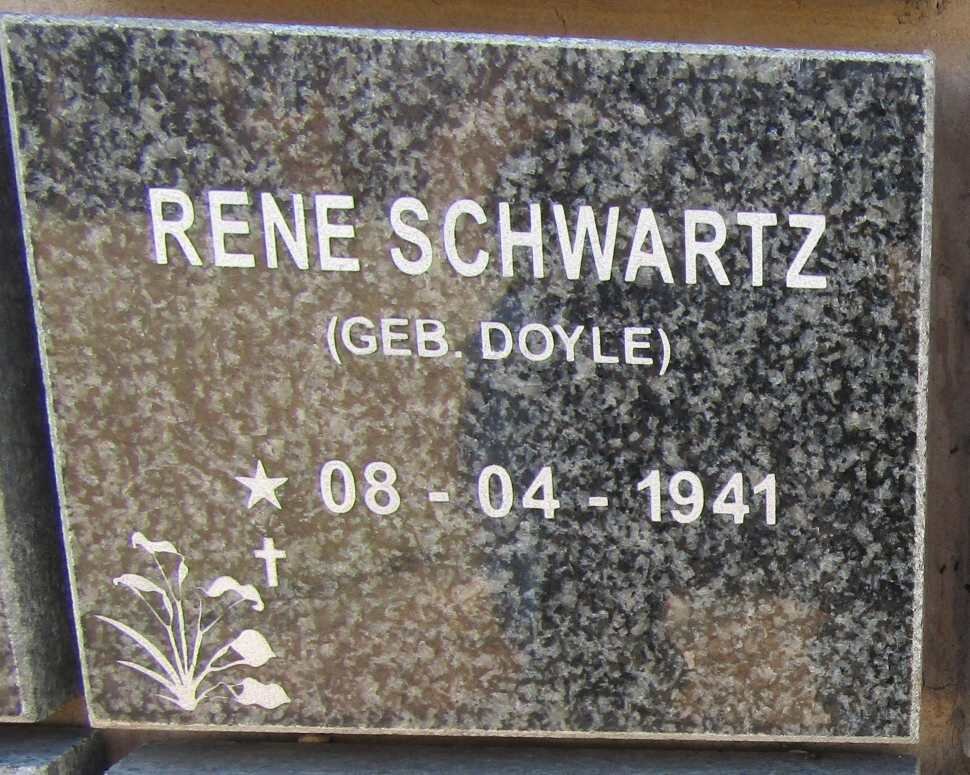 RENE SCHWARTZ
(GEB. DOYLE)
★ 08 - 04 - 1941
✝